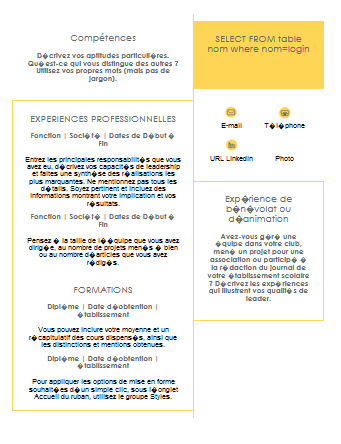 Compétences
D�crivez vos aptitudes particuli�res.
Qu�est-ce qui vous distingue des autres ?
Utilisez vos propres mots (mais pas de
jargon).
EXPERIENCES PROFESSIONNELLES
Fonction | Soci�t� | Dates de D�but �
Fin
Entrez les principales responsabilit�s que vous
avez eu, d�crivez vos capacit�s de leadership
et faites une synth�se des r�alisations les
plus marquantes. Ne mentionnez pas tous les
d�tails. Soyez pertinent et incluez des
informations montrant votre implication et vos
r�sultats.
Fonction | Soci�t� | Dates de D�but �
Fin
Pensez � la taille de l��quipe que vous avez
dirig�e, au nombre de projets men�s � bien
ou au nombre d�articles que vous avez
r�dig�s.
FORMATIONS
Dipl�me | Date d�obtention |
�tablissement
Vous pouvez inclure votre moyenne et un
r�capitulatif des cours dispens�s, ainsi que
les distinctions et mentions obtenues.
Dipl�me | Date d�obtention |
�tablissement
Pour appliquer les options de mise en forme
souhait�es d�un simple clic, sous l�onglet
Accueil du ruban, utilisez le groupe Styles.
SELECT FROM table
nom where nom=login
E-mail
T�l�phone
URL LinkedIn
Photo
Exp�rience de
b�n�volat ou
d�animation
Avez-vous g�r� une
�quipe dans votre club,
men� un projet pour une
association ou particip� �
la r�daction du journal de
votre �tablissement scolaire
? D�crivez les exp�riences
qui illustrent vos qualit�s de
leader.